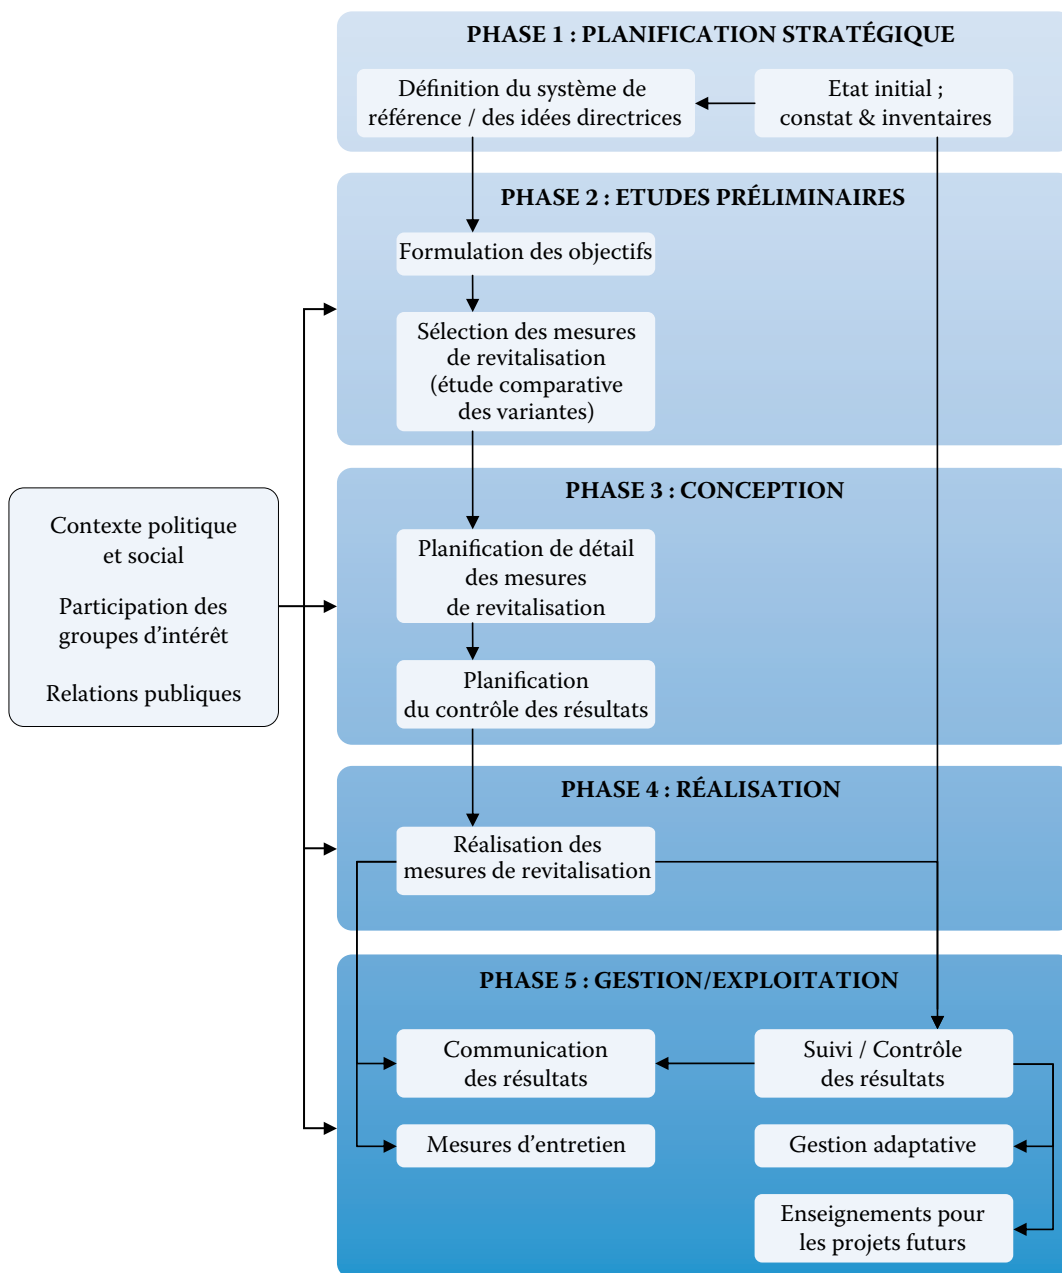 PHASE 1 : PLANIFICATION STRATÉGIQUE
Définition du système de
référence / des idées directrices
Etat initial ;
constat & inventaires
PHASE 2 : ETUDES PRÉLIMINAIRES
Formulation des objectifs
Sélection des mesures
de revitalisation
(étude comparative
des variantes)
PHASE 3 : CONCEPTION
Contexte politique
et social
Participation des
groupes d'intérêt
Relations publiques
Planification de détail
des mesures
de revitalisation
Planification
du contrôle des résultats
PHASE 4 : RÉALISATION
Réalisation des
mesures de revitalisation
PHASE 5 : GESTION/EXPLOITATION
Communication
des résultats
Suivi / Contrôle
des résultats
Mesures d'entretien
Gestion adaptative
Enseignements pour
les projets futurs